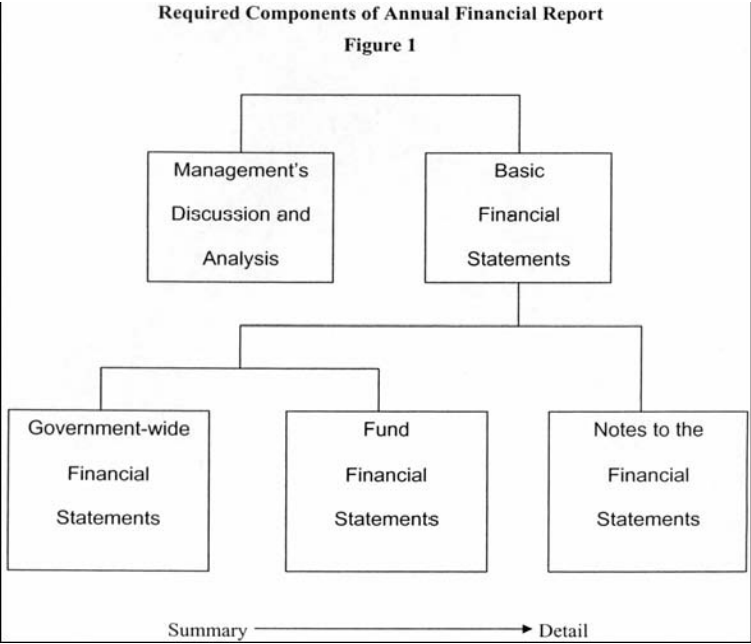 Required Components of Annual Financial Report
Figure 1
Management's
Discussion and
Analysis
Basic
Financial
Statements
Government-wide
Financial
Statements
Fund
Financial
Statements
Notes to the
Financial
Statements
Summary
Detail